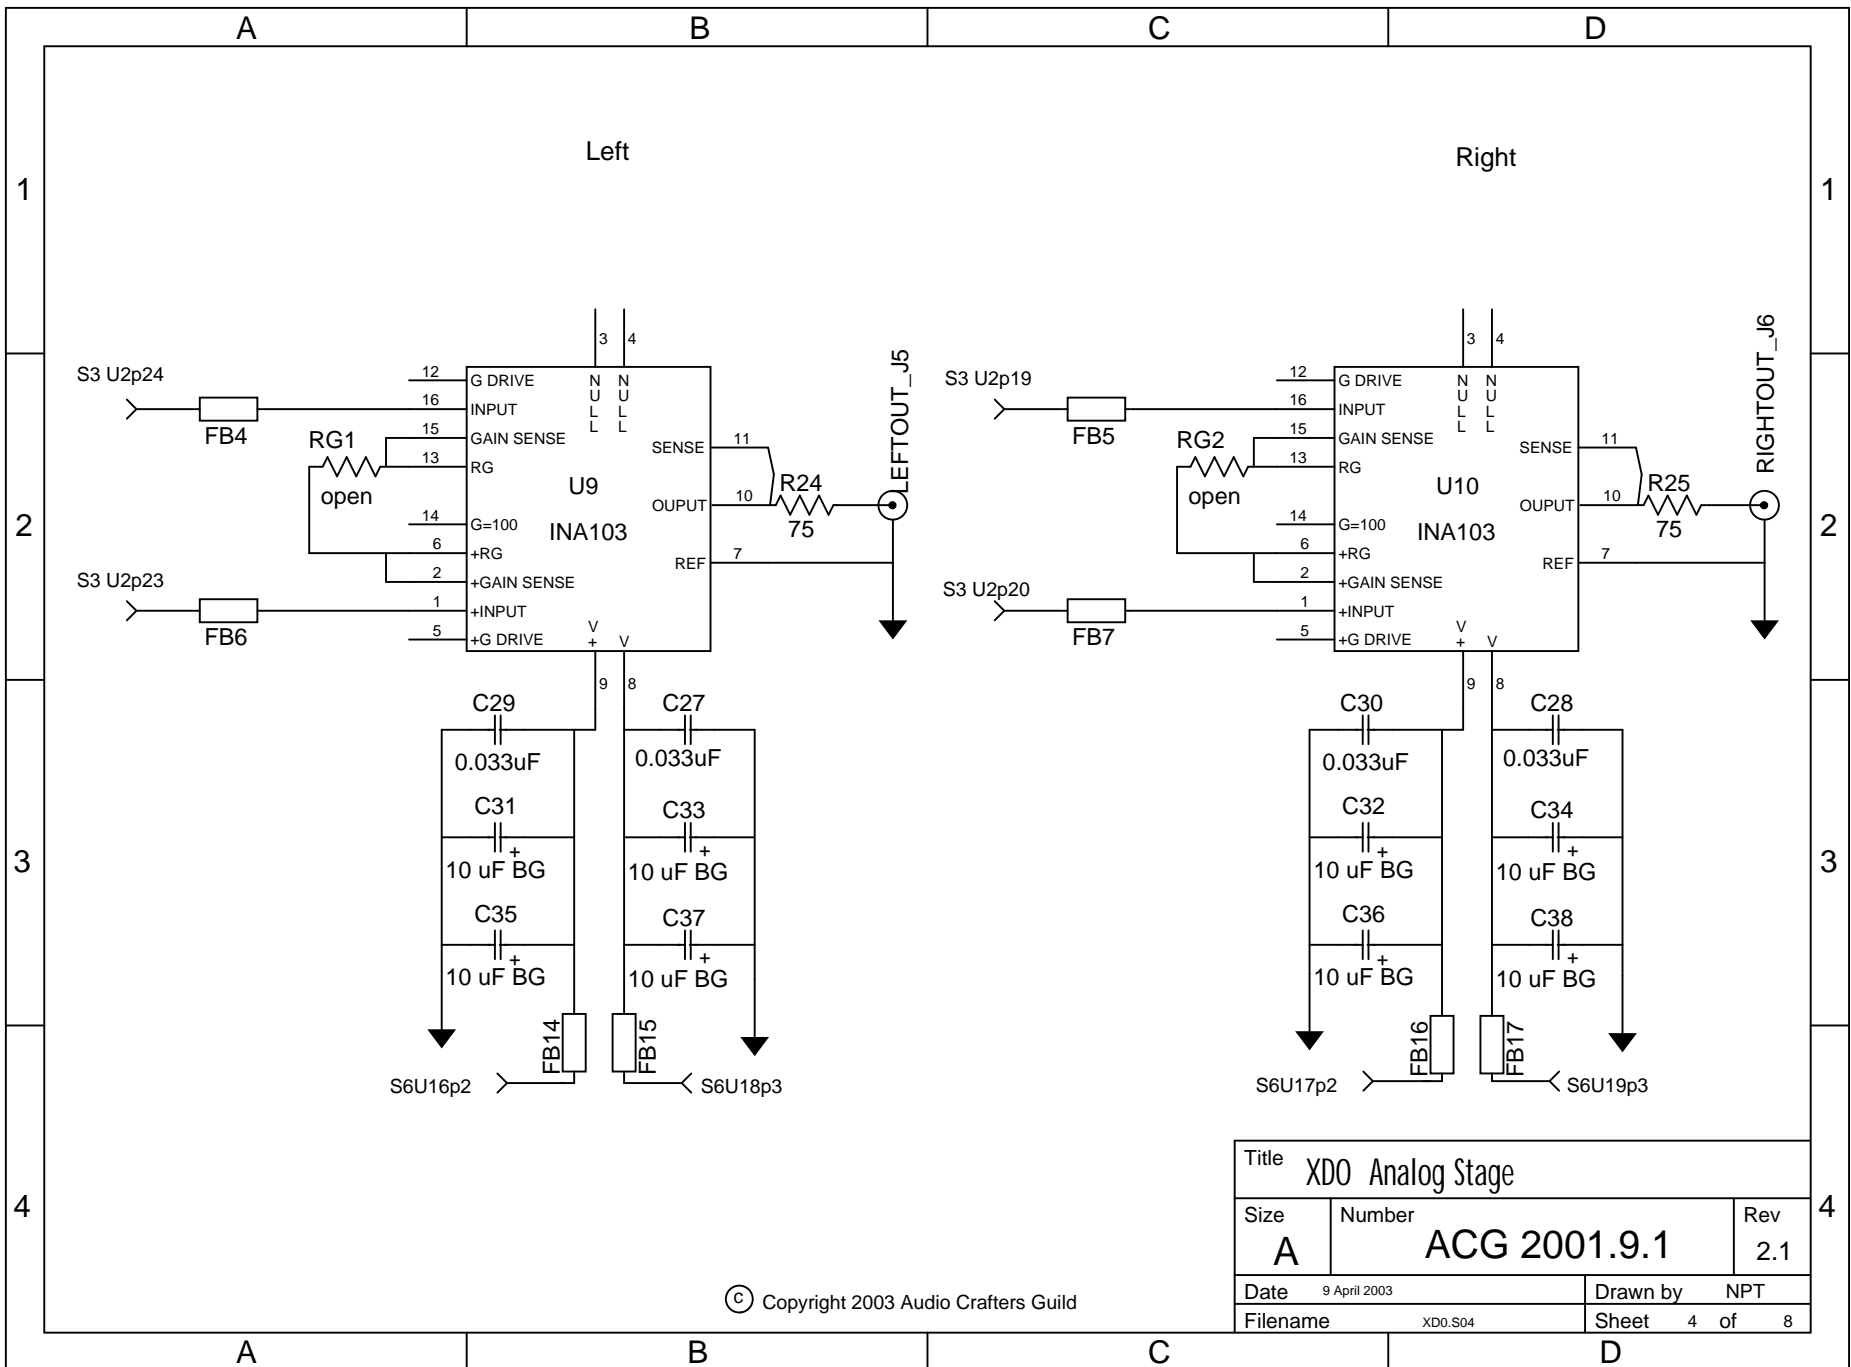 A B C D
1 1
2 2
3 3
4 4
Left
S3 U2p24
FB4
RG1
open
S3 U2p23
FB6
12 G DRIVE
16 INPUT
15 GAIN SENSE
13 RG
14 G=100
6 +RG
2 +GAIN SENSE
1 +INPUT
5 +G DRIVE
3 4
NULL NULL
U9
INA103
SENSE 11
OUPUT 10
REF 7
V+ V
9 8
R24
75
LEFTOUT_J5
C29
0.033uF
C27
0.033uF
C31
+
10 uF BG
C33
+
10 uF BG
C35
+
10 uF BG
C37
+
10 uF BG
FB14
FB15
S6U16p2
S6U18p3
Right
S3 U2p19
FB5
RG2
open
S3 U2p20
FB7
12 G DRIVE
16 INPUT
15 GAIN SENSE
13 RG
14 G=100
6 +RG
2 +GAIN SENSE
1 +INPUT
5 +G DRIVE
3 4
NULL NULL
U10
INA103
SENSE 11
OUPUT 10
REF 7
V+ V
9 8
R25
75
RIGHTOUT_J6
C30
0.033uF
C28
0.033uF
C32
+
10 uF BG
C34
+
10 uF BG
C36
+
10 uF BG
C38
+
10 uF BG
FB16
FB17
S6U17p2
S6U19p3
© Copyright 2003 Audio Crafters Guild
Title XDO Analog Stage
Size A
Number ACG 2001.9.1
Rev 2.1
Date 9 April 2003
Drawn by NPT
Filename XD0.S04
Sheet 4 of 8
A B C D